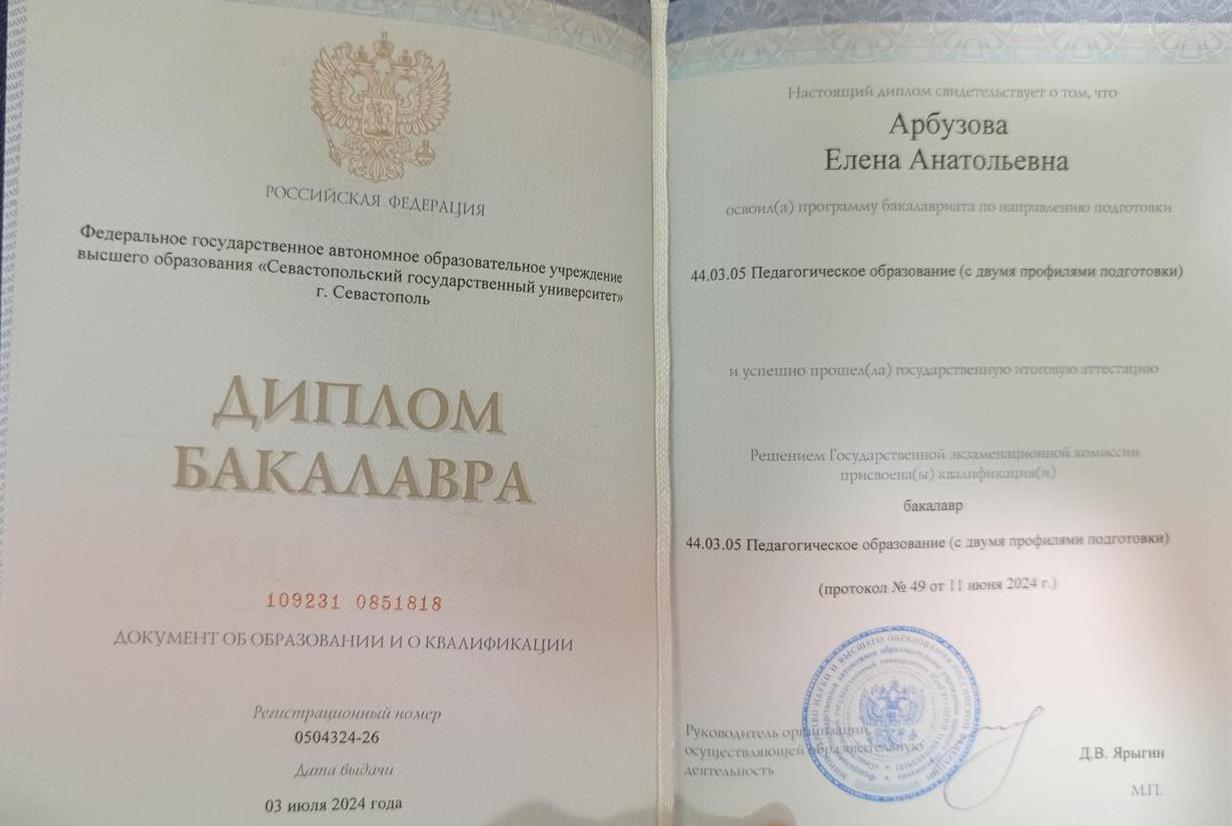 РОССИЙСКАЯ ФЕДЕРАЦИЯ
Федеральное государственное автономное образовательное учреждение
высшего образования «Севастопольский государственный университет»
г. Севастополь
ДИПЛОМ
БАКАЛАВРА
109231 0851818
ДОКУМЕНТ ОБ ОБРАЗОВАНИИ И О КВАЛИФИКАЦИИ
Регистрационный номер
0504324-26
Дата выдачи
03 июля 2024 года
Настоящий диплом свидетельствует о том, что
Арбузова
Елена Анатольевна
освоил(а) программу бакалавриата по направлению подготовки
44.03.05 Педагогическое образование (с двумя профилями подготовки)
и успешно прошел(ла) государственную итоговую аттестацию
Решением Государственной экзаменационной комиссии
присвоена(ы) квалификация(и)
бакалавр
44.03.05 Педагогическое образование (с двумя профилями подготовки)
(протокол № 49 от 11 июня 2024 г.)
Руководитель организации,
осуществляющей образовательную
деятельность
Д.В. Ярыгин
М.П.